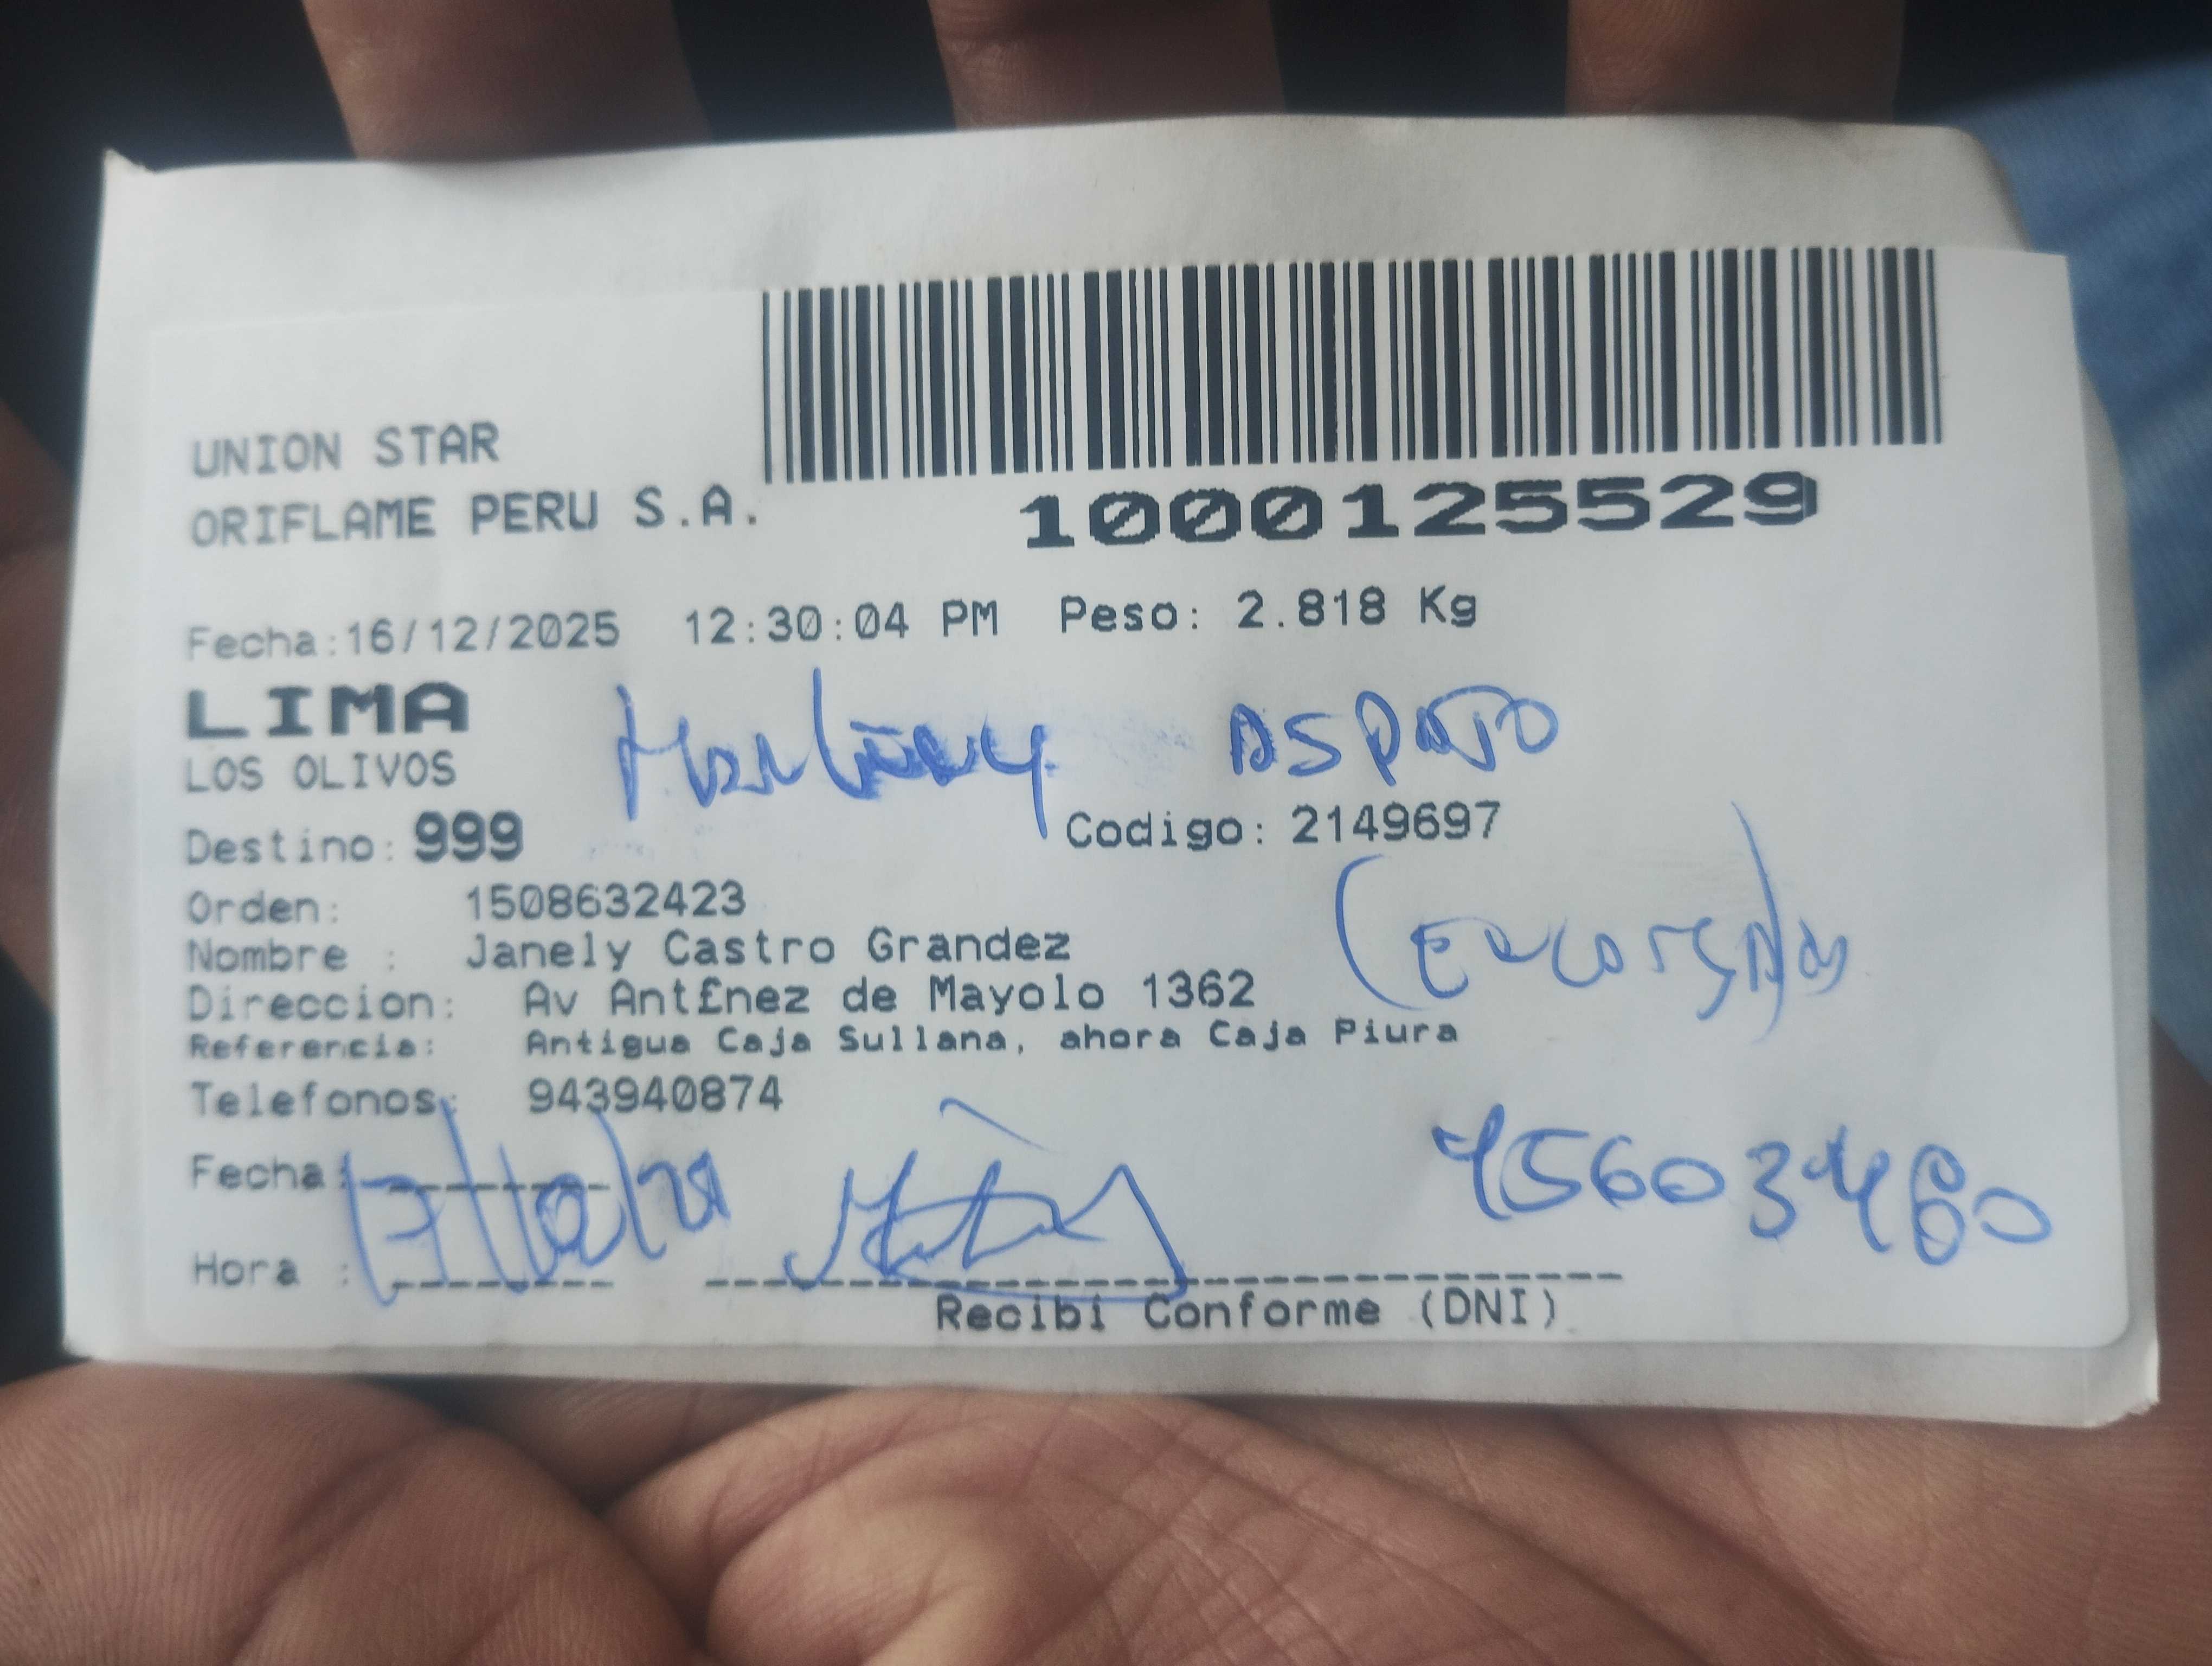 UNION STAR
ORIFLAME PERU S.A.
1000125529
Fecha:16/12/2025 12:30:04 PM Peso: 2.818 Kg
LIMA
LOS OLIVOS
Destino: 999 Codigo: 2149697
Orden: 1508632423
Nombre : Janely Castro Grandez
Direccion: Av Ant£nez de Mayolo 1362
Referencia: Antigua Caja Sullana, ahora Caja Piura
Telefonos: 943940874
Fecha:
Hora :
Recibi Conforme (DNI)